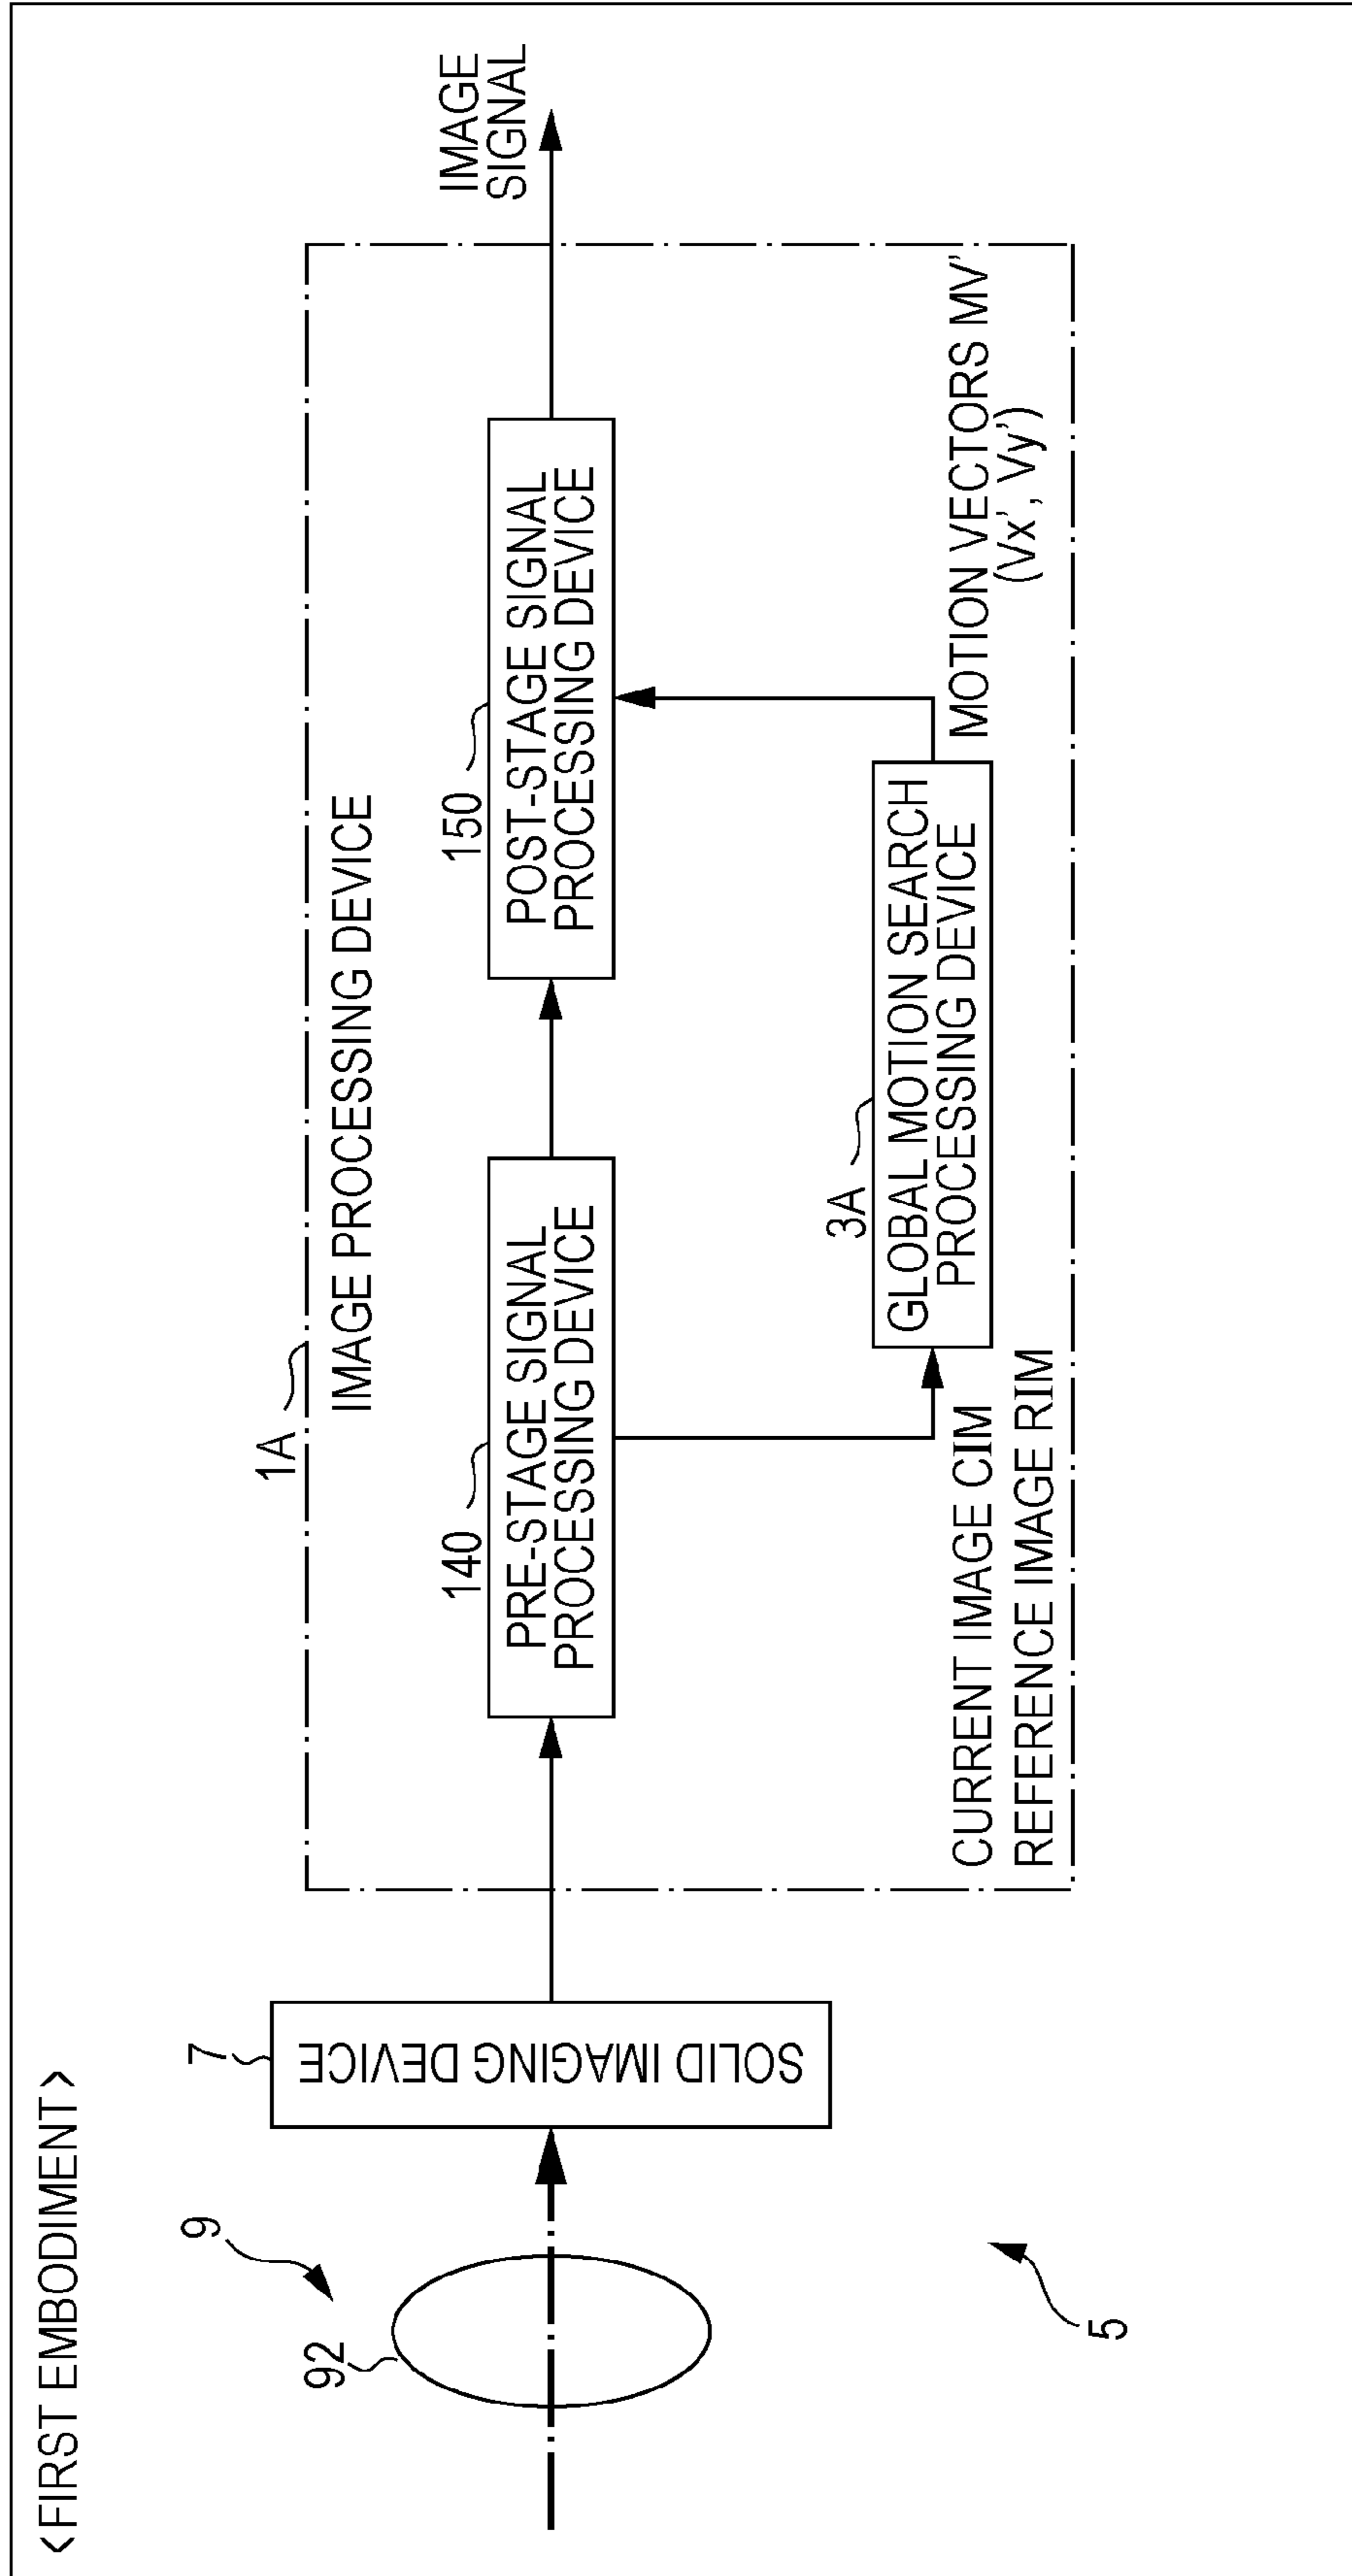 <FIRST EMBODIMENT>
9
92
5
7
SOLID IMAGING DEVICE
1A
IMAGE PROCESSING DEVICE
140
PRE-STAGE SIGNAL
PROCESSING DEVICE
150
POST-STAGE SIGNAL
PROCESSING DEVICE
IMAGE
SIGNAL
3A
GLOBAL MOTION SEARCH
PROCESSING DEVICE
CURRENT IMAGE CIM
REFERENCE IMAGE RIM
MOTION VECTORS MV'
(Vx', Vy')